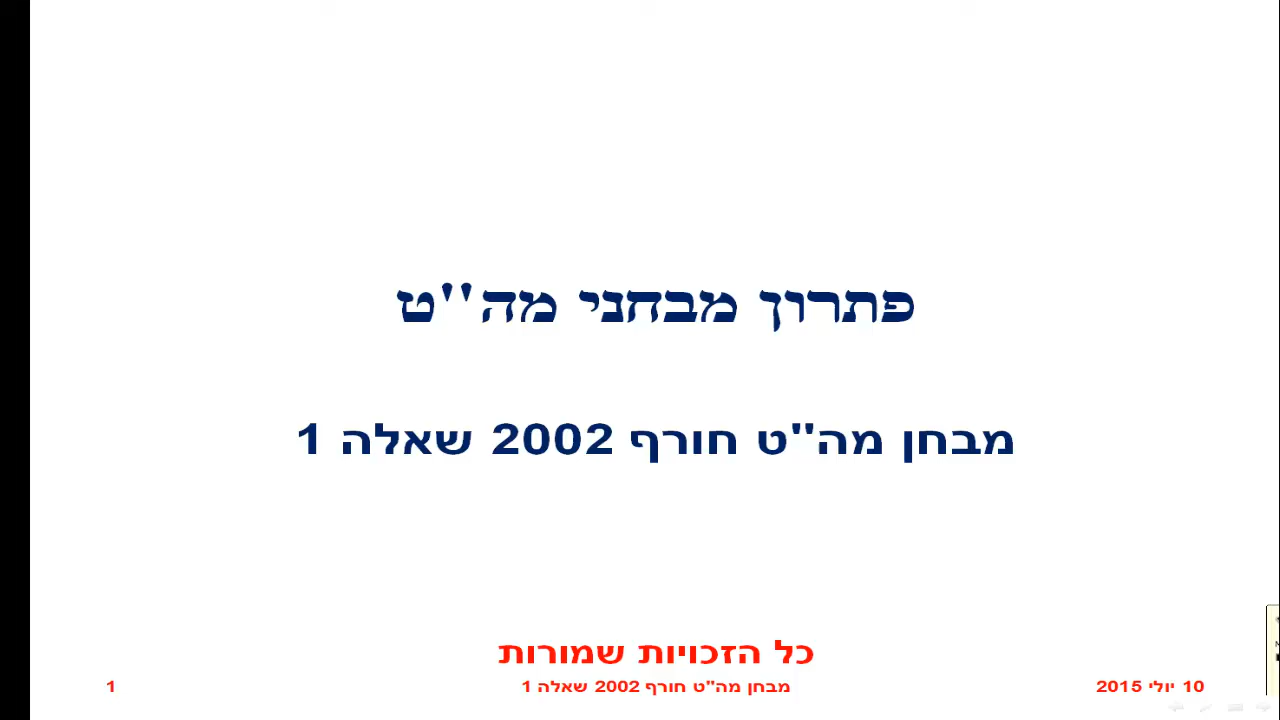 פתרון מבחני מה''ט
מבחן מה"ט חורף 2002 שאלה 1
כל הזכויות שמורות
10 יולי 2015
מבחן מה"ט חורף 2002 שאלה 1
1